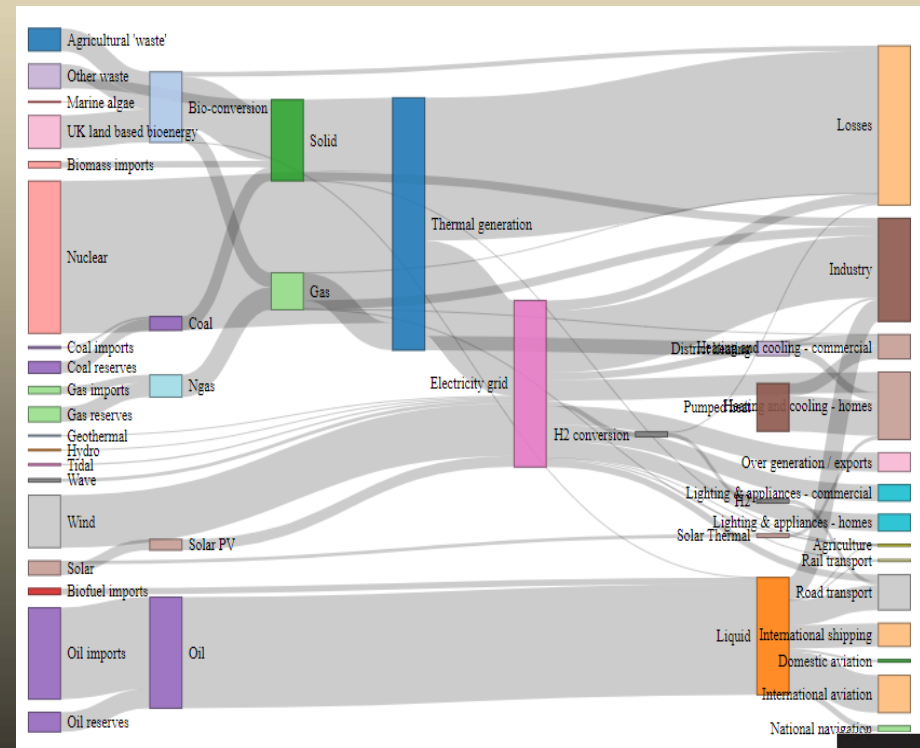 Agricultural 'waste'
Other waste
Marine algae
UK land based bioenergy
Biomass imports
Nuclear
Coal imports
Coal reserves
Gas imports
Gas reserves
Geothermal
Hydro
Tidal
Wave
Wind
Solar
Biofuel imports
Oil imports
Oil reserves
Bio-conversion
Coal
Ngas
Solar PV
Oil
Solid
Gas
Thermal generation
Electricity grid
H2 conversion
District heating
Pumped heat
H2
Solar Thermal
Liquid
Losses
Industry
Heating and cooling - commercial
Heating and cooling - homes
Over generation / exports
Lighting & appliances - commercial
Lighting & appliances - homes
Agriculture
Rail transport
Road transport
International shipping
Domestic aviation
International aviation
National navigation